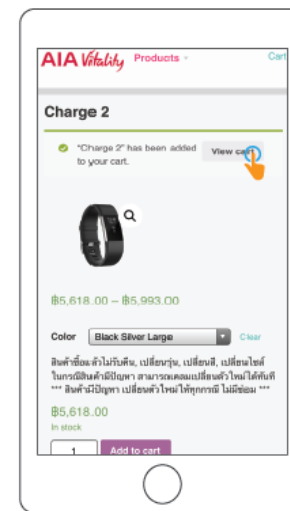 AIA Vitality Products Cart
Charge 2
"Charge 2" has been added View cart
to your cart.
฿5,618.00 – ฿5,993.00
Color Black Silver Large Clear
สินค้าซื้อแล้วไม่รับคืน, เปลี่ยนรุ่น, เปลี่ยนสี, เปลี่ยนไซส์
ในกรณีสินค้ามีปัญหา สามารถเคลมเปลี่ยนตัวใหม่ได้ทันที
*** สินค้ามีปัญหา เปลี่ยนตัวใหม่ให้ทุกกรณี ไม่มีซ่อม ***
฿5,618.00
In stock
1 Add to cart